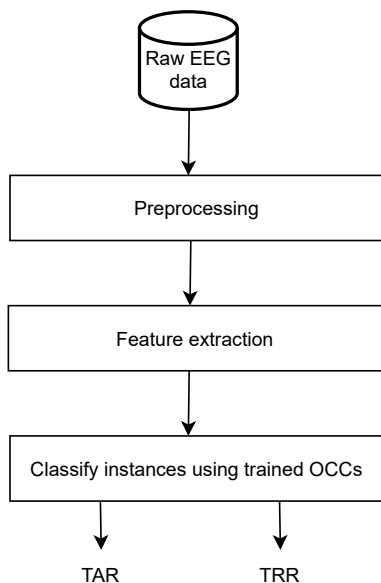 Raw EEG
data
Preprocessing
Feature extraction
Classify instances using trained OCCs
TAR
TRR